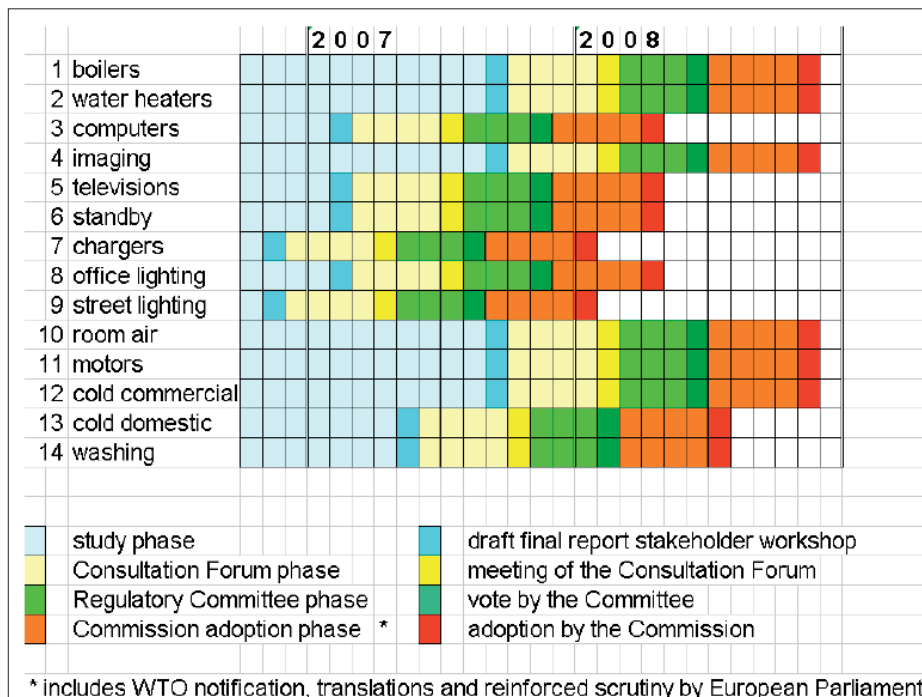 2007 2008
1 boilers
2 water heaters
3 computers
4 imaging
5 televisions
6 standby
7 chargers
8 office lighting
9 street lighting
10 room air
11 motors
12 cold commercial
13 cold domestic
14 washing
study phase draft final report stakeholder workshop
Consultation Forum phase meeting of the Consultation Forum
Regulatory Committee phase vote by the Committee
Commission adoption phase * adoption by the Commission
* includes WTO notification, translations and reinforced scrutiny by European Parliamen